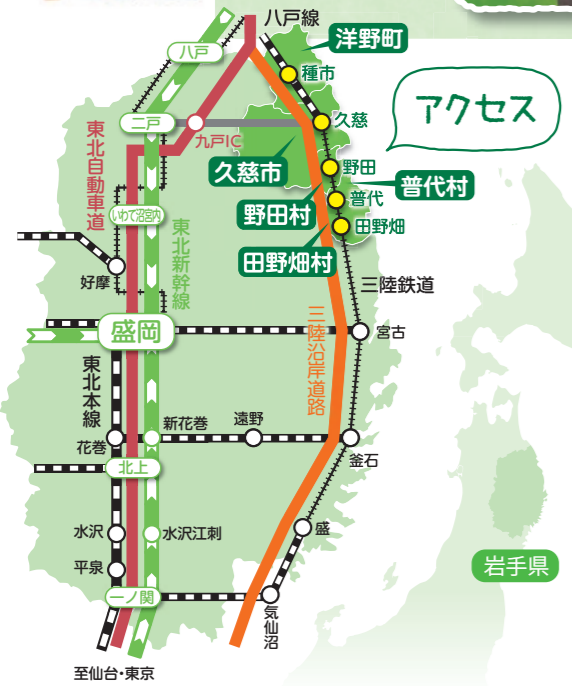 八戸線
洋野町
八戸
種市
アクセス
二戸
久慈
九戸IC
東北自動車道
久慈市
野田
普代村
野田村
普代
いわて沼宮内
東北新幹線
田野畑
田野畑村
三陸鉄道
好摩
三陸沿岸道路
盛岡
宮古
東北本線
新花巻
遠野
花巻
釜石
北上
水沢
水沢江刺
盛
平泉
岩手県
一ノ関
気仙沼
至仙台・東京